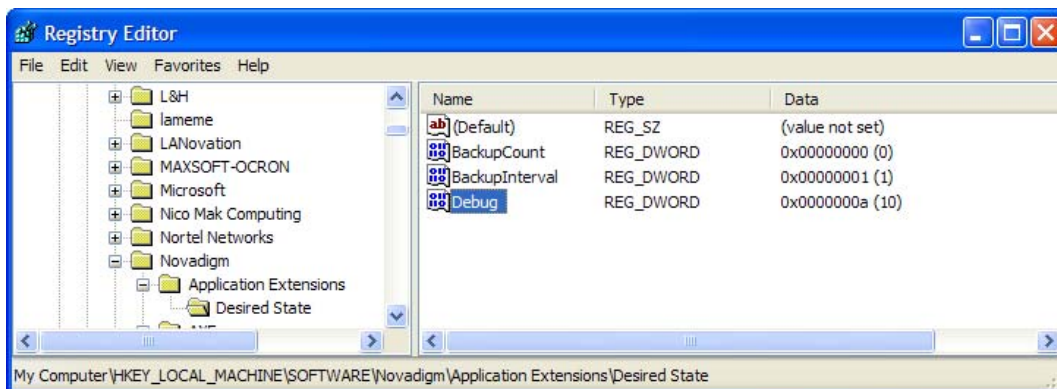 Registry Editor
File Edit View Favorites Help
L&H
lameme
LANovation
MAXSOFT-OCRON
Microsoft
Nico Mak Computing
Nortel Networks
Novadigm
Application Extensions
Desired State
Name Type Data
(Default) REG_SZ (value not set)
BackupCount REG_DWORD 0x00000000 (0)
BackupInterval REG_DWORD 0x00000001 (1)
Debug REG_DWORD 0x0000000a (10)
My Computer\HKEY_LOCAL_MACHINE\SOFTWARE\Novadigm\Application Extensions\Desired State